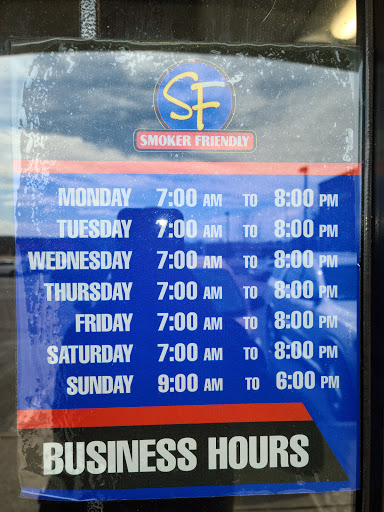 SF
SMOKER FRIENDLY
MONDAY 7:00 AM TO 8:00 PM
TUESDAY 7:00 AM TO 8:00 PM
WEDNESDAY 7:00 AM TO 8:00 PM
THURSDAY 7:00 AM TO 8:00 PM
FRIDAY 7:00 AM TO 8:00 PM
SATURDAY 7:00 AM TO 8:00 PM
SUNDAY 9:00 AM TO 6:00 PM
BUSINESS HOURS